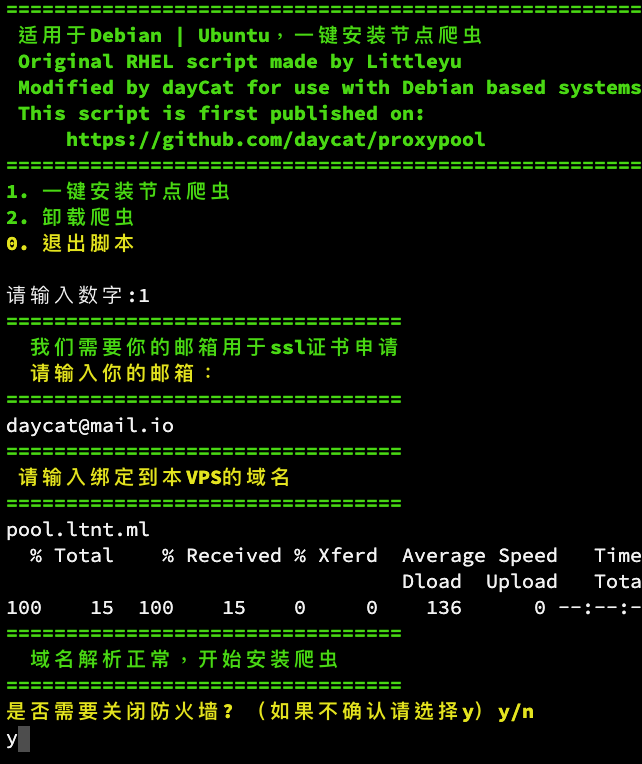 ==================================================
适用于Debian | Ubuntu，一键安装节点爬虫
Original RHEL script made by Littleyu
Modified by dayCat for use with Debian based systems
This script is first published on:
https://github.com/daycat/proxypool
==================================================
1. 一键安装节点爬虫
2. 卸载爬虫
0. 退出脚本
请输入数字:1
=================================
我们需要你的邮箱用于ssl证书申请
请输入你的邮箱：
=================================
daycat@mail.io
=================================
请输入绑定到本VPS的域名
=================================
pool.ltnt.ml
% Total % Received % Xferd Average Speed Time
Dload Upload Tota
100 15 100 15 0 0 136 0 --:--:-
=================================
域名解析正常，开始安装爬虫
=================================
是否需要关闭防火墙? （如果不确认请选择y）y/n
y